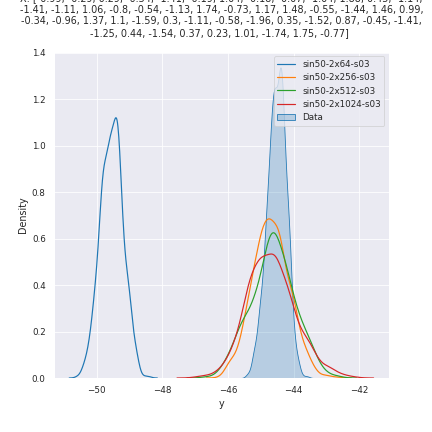 -1.41, -1.11, 1.06, -0.8, -0.54, -1.13, 1.74, -0.73, 1.17, 1.48, -0.55, -1.44, 1.46, 0.99,
-0.34, -0.96, 1.37, 1.1, -1.59, 0.3, -1.11, -0.58, -1.96, 0.35, -1.52, 0.87, -0.45, -1.41,
-1.25, 0.44, -1.54, 0.37, 0.23, 1.01, -1.74, 1.75, -0.77]
sin50-2x64-s03
sin50-2x256-s03
sin50-2x512-s03
sin50-2x1024-s03
Data
1.4
1.2
1.0
0.8
0.6
0.4
0.2
0.0
Density
−50 −48 −46 −44 −42
y